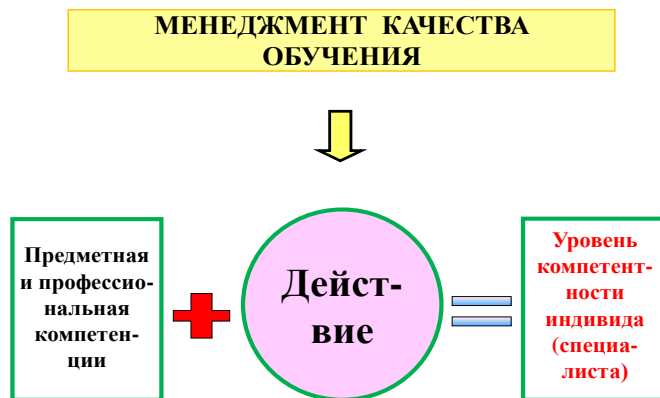 МЕНЕДЖМЕНТ КАЧЕСТВА
ОБУЧЕНИЯ
Предметная
и профессио-
нальная
компетен-
ции
Дейст-
вие
Уровень
компетент-
ности
индивида
(специа-
листа)